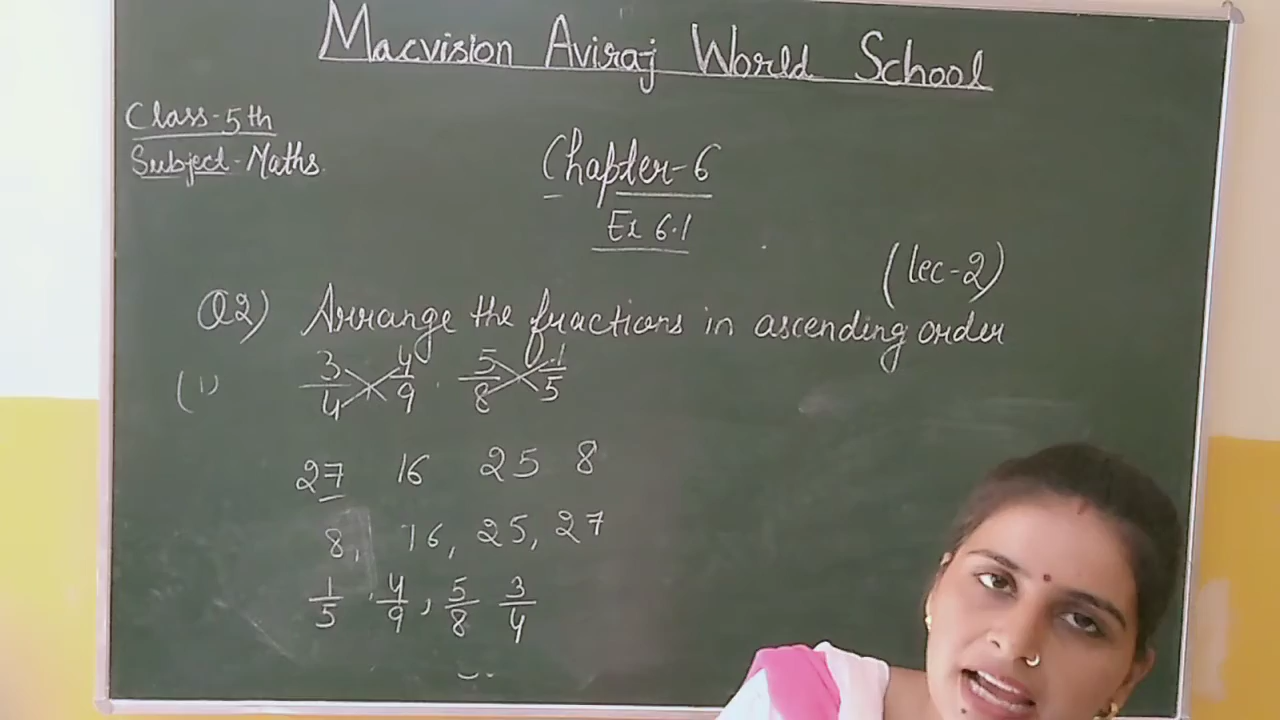 Macvision Aviraj World School
Class-5th
Subject-Maths.
Chapter-6
Ex 6.1
(lec-2)
Q2) Arrange the fractions in ascending order
(1) 3/4 4/9 . 5/8 1/5
27 16 25 8
8, 16, 25, 27
1/5 , 4/9 , 5/8 3/4